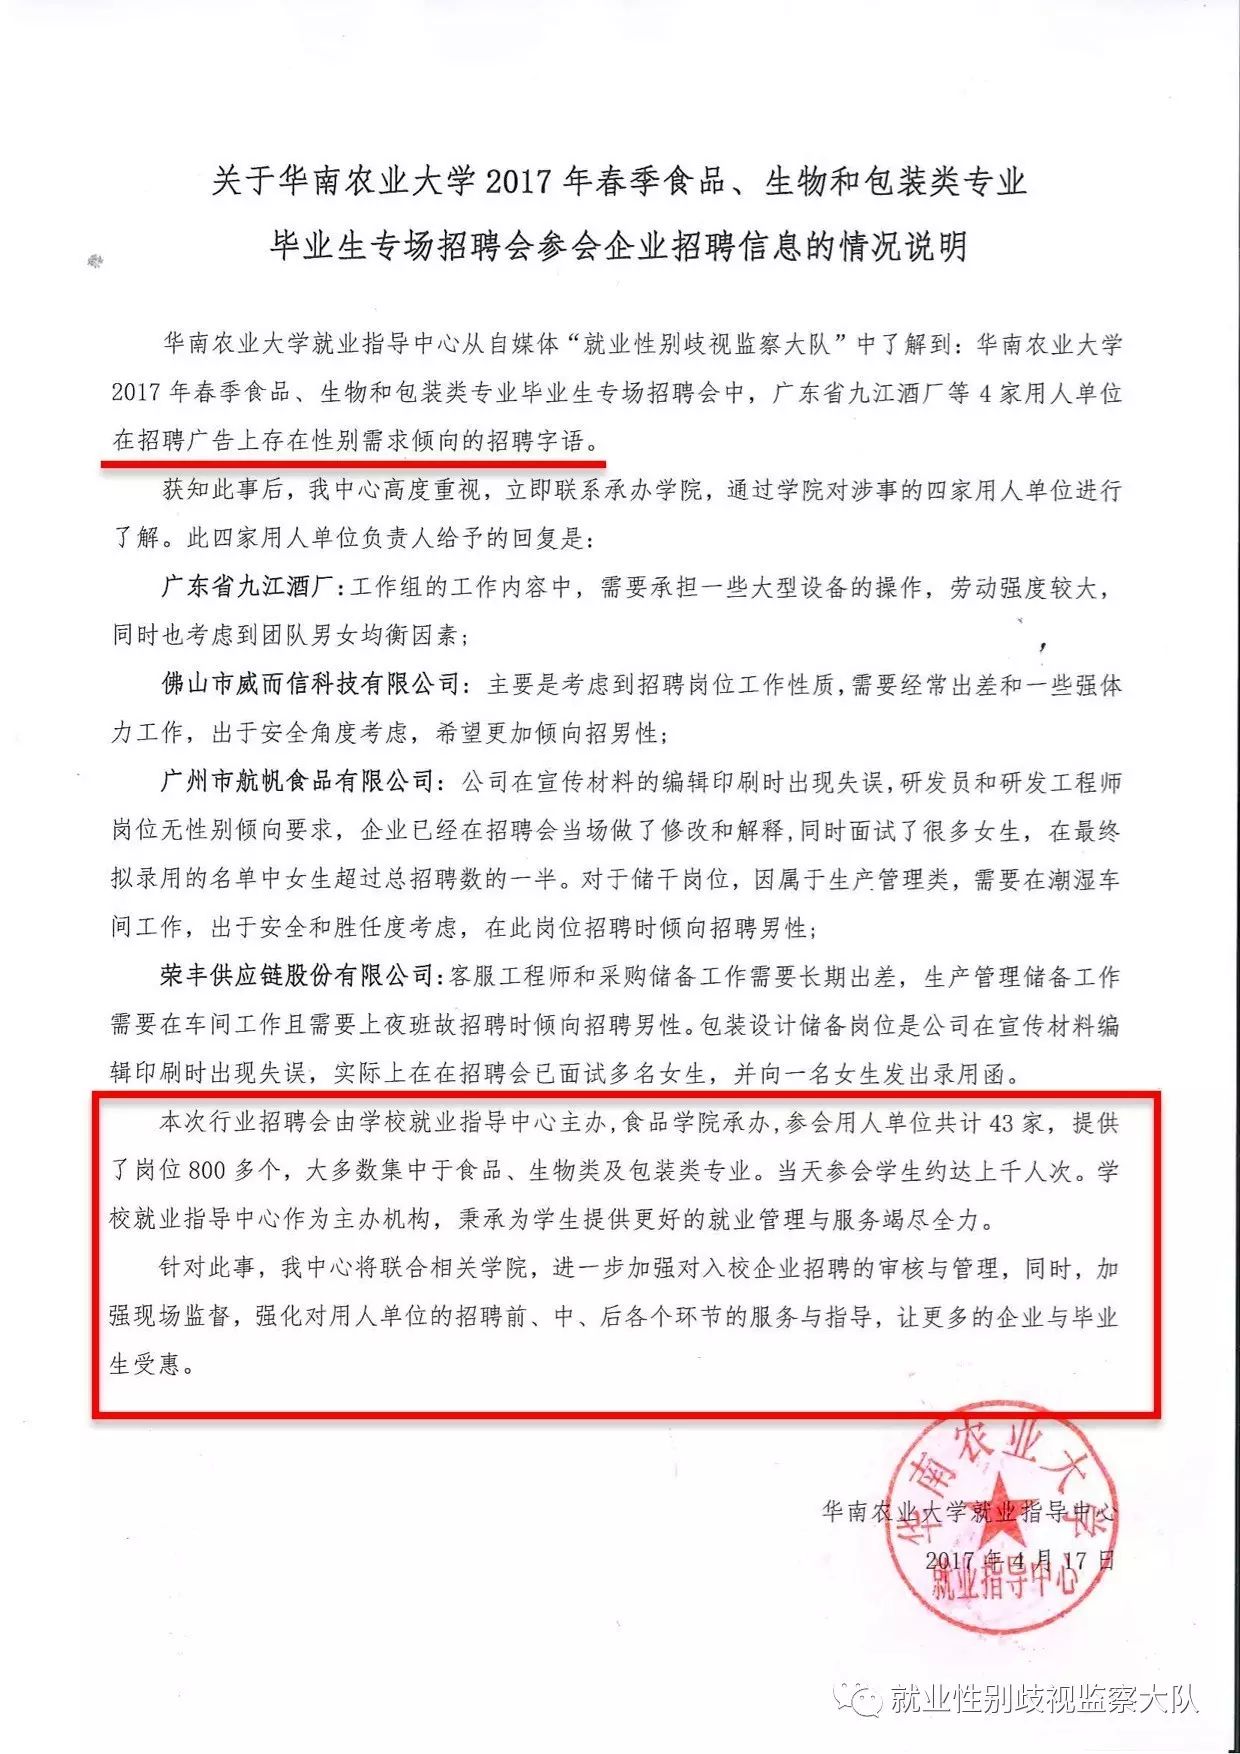 关于华南农业大学 2017 年春季食品、生物和包装类专业
毕业生专场招聘会参会企业招聘信息的情况说明
华南农业大学就业指导中心从自媒体“就业性别歧视监察大队”中了解到：华南农业大学
2017 年春季食品、生物和包装类专业毕业生专场招聘会中，广东省九江酒厂等 4 家用人单位
在招聘广告上存在性别需求倾向的招聘字语。
获知此事后，我中心高度重视，立即联系承办学院，通过学院对涉事的四家用人单位进行
了解。此四家用人单位负责人给予的回复是：
广东省九江酒厂：工作组的工作内容中，需要承担一些大型设备的操作，劳动强度较大，
同时也考虑到团队男女均衡因素；
佛山市威而信科技有限公司：主要是考虑到招聘岗位工作性质，需要经常出差和一些强体
力工作，出于安全角度考虑，希望更加倾向招男性；
广州市航帆食品有限公司：公司在宣传材料的编辑印刷时出现失误，研发员和研发工程师
岗位无性别倾向要求，企业已经在招聘会当场做了修改和解释，同时面试了很多女生，在最终
拟录用的名单中女生超过总招聘数的一半。对于储干岗位，因属于生产管理类，需要在潮湿车
间工作，出于安全和胜任度考虑，在此岗位招聘时倾向招聘男性；
荣丰供应链股份有限公司：客服工程师和采购储备工作需要长期出差，生产管理储备工作
需要在车间工作且需要上夜班故招聘时倾向招聘男性。包装设计储备岗位是公司在宣传材料编
辑印刷时出现失误，实际上在在招聘会已面试多名女生，并向一名女生发出录用函。
本次行业招聘会由学校就业指导中心主办，食品学院承办，参会用人单位共计 43 家，提供
了岗位 800 多个，大多数集中于食品、生物类及包装类专业。当天参会学生约达上千人次。学
校就业指导中心作为主办机构，秉承为学生提供更好的就业管理与服务竭尽全力。
针对此事，我中心将联合相关学院，进一步加强对入校企业招聘的审核与管理，同时，加
强现场监督，强化对用人单位的招聘前、中、后各个环节的服务与指导，让更多的企业与毕业
生受惠。
华南农业大学
华南农业大学就业指导中心
2017 年 4 月 17 日
就业指导中心
就业性别歧视监察大队